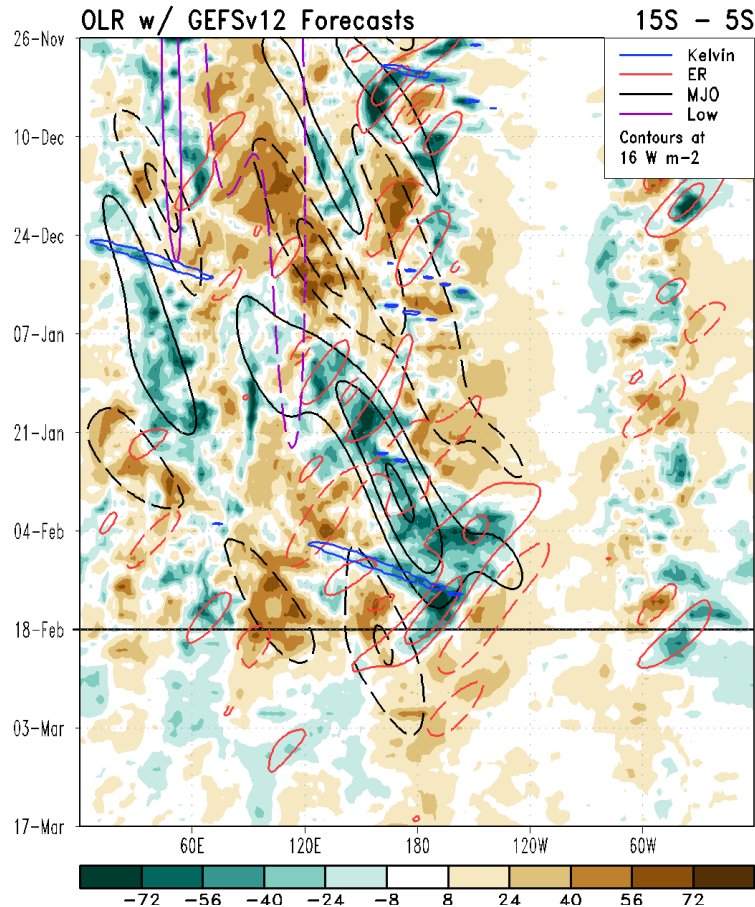 OLR w/ GEFSv12 Forecasts 15S - 5S
26-Nov
10-Dec
24-Dec
07-Jan
21-Jan
04-Feb
18-Feb
03-Mar
17-Mar
Kelvin
ER
MJO
Low
Contours at
16 W m-2
60E 120E 180 120W 60W
-72 -56 -40 -24 -8 8 24 40 56 72